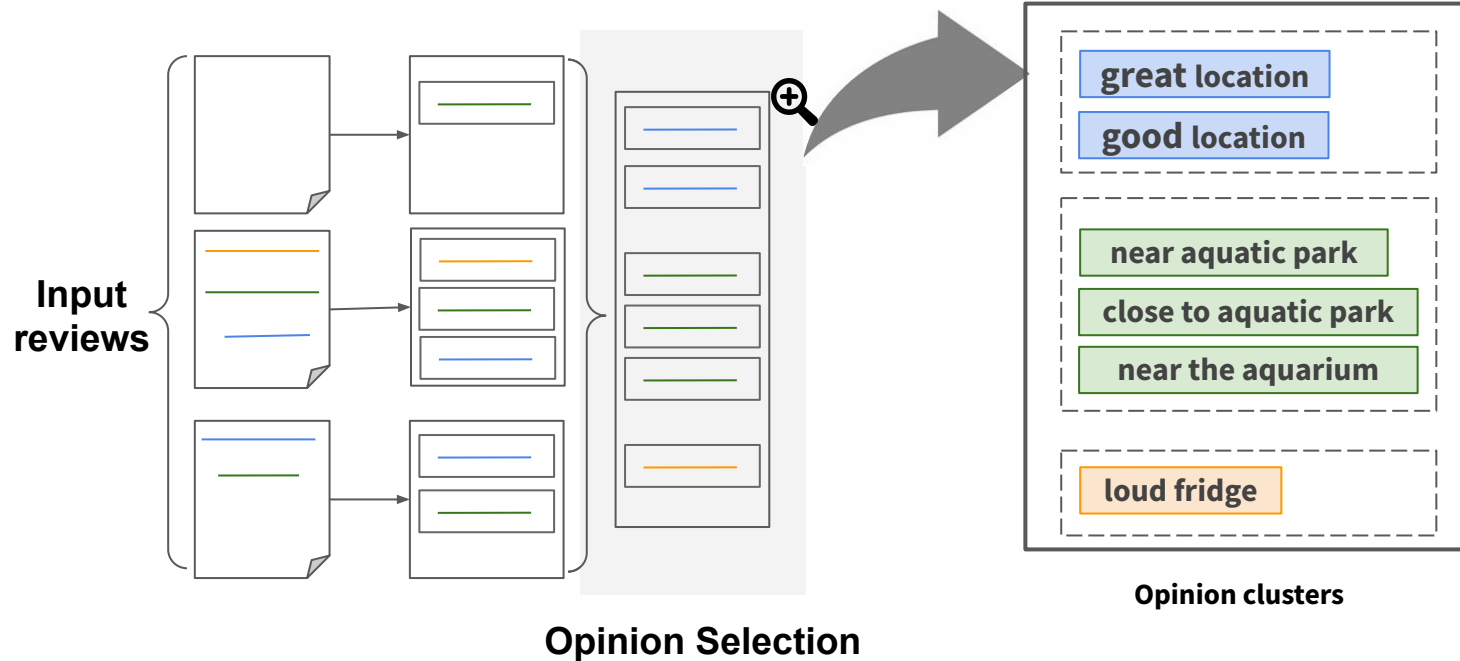 Input
reviews
great location
good location
near aquatic park
close to aquatic park
near the aquarium
loud fridge
Opinion clusters
Opinion Selection